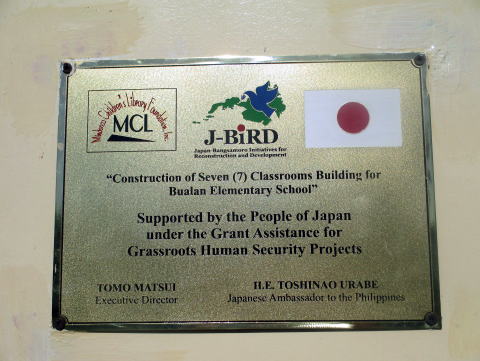 Mindanao Children's Library Foundation, Inc.
MCL
J-BiRD
Japan-Bangsamoro Initiatives for
Reconstruction and Development
"Construction of Seven (7) Classrooms Building for
Bualan Elementary School"
Supported by the People of Japan
under the Grant Assistance for
Grassroots Human Security Projects
TOMO MATSUI
Executive Director
H.E. TOSHINAO URABE
Japanese Ambassador to the Philippines